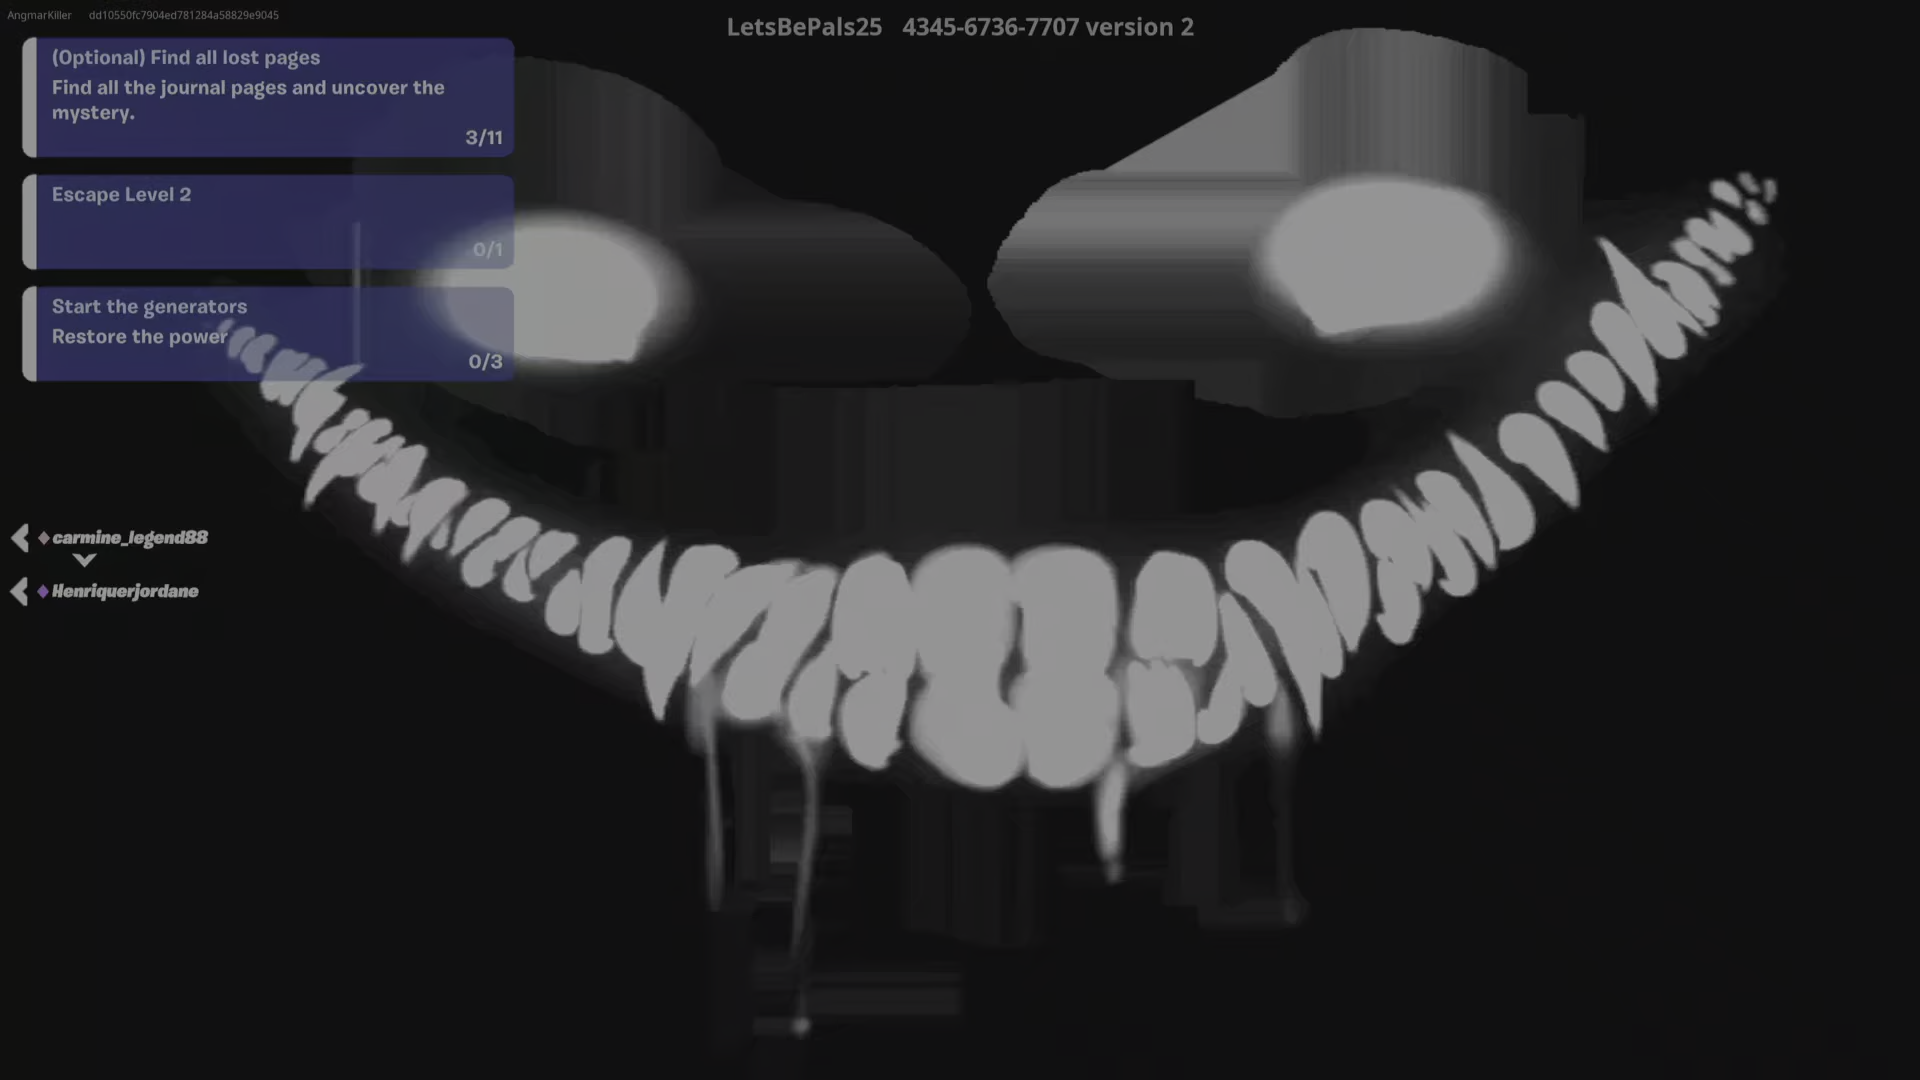 AngmarKiller dd10550fc7904ed781284a58829e9045
LetsBePals25 4345-6736-7707 version 2
(Optional) Find all lost pages
Find all the journal pages and uncover the
mystery.
3/11
Escape Level 2
0/1
Start the generators
Restore the power
0/3
carmine_legend88
Henriquerjordane